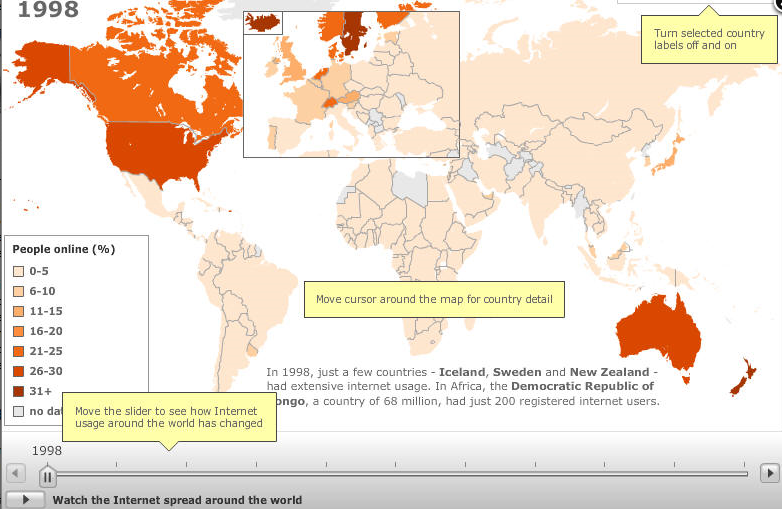 1998
Turn selected country
labels off and on
People online (%)
0-5
6-10
11-15
16-20
21-25
26-30
31+
no dat
Move cursor around the map for country detail
In 1998, just a few countries - Iceland, Sweden and New Zealand -
had extensive internet usage. In Africa, the Democratic Republic of
ongo, a country of 68 million, had just 200 registered internet users.
Move the slider to see how Internet
usage around the world has changed
1998
Watch the Internet spread around the world